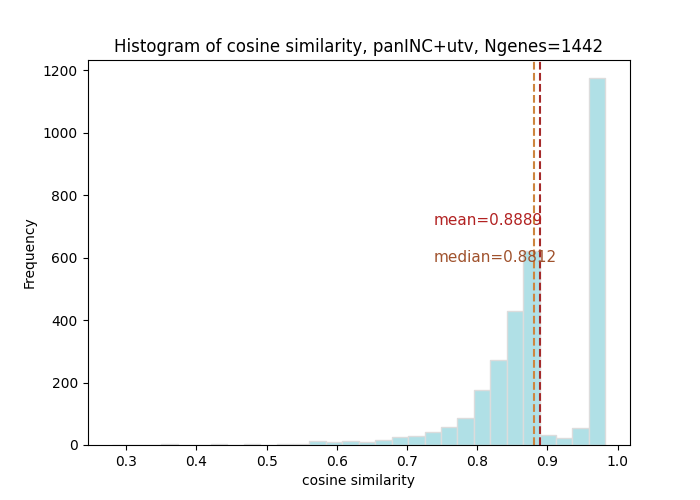 Histogram of cosine similarity, panINC+utv, Ngenes=1442
1200
1000
800
600
400
200
0
Frequency
mean=0.8889
median=0.8812
0.3 0.4 0.5 0.6 0.7 0.8 0.9 1.0
cosine similarity